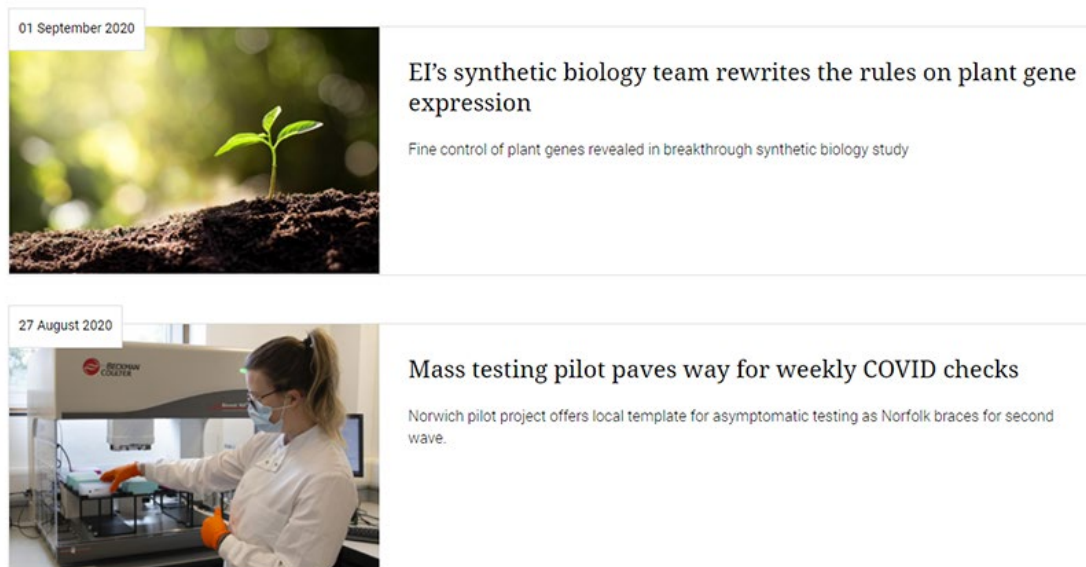 01 September 2020
EI’s synthetic biology team rewrites the rules on plant gene
expression
Fine control of plant genes revealed in breakthrough synthetic biology study
27 August 2020
BECKMAN
COULTER
Mass testing pilot paves way for weekly COVID checks
Norwich pilot project offers local template for asymptomatic testing as Norfolk braces for second
wave.